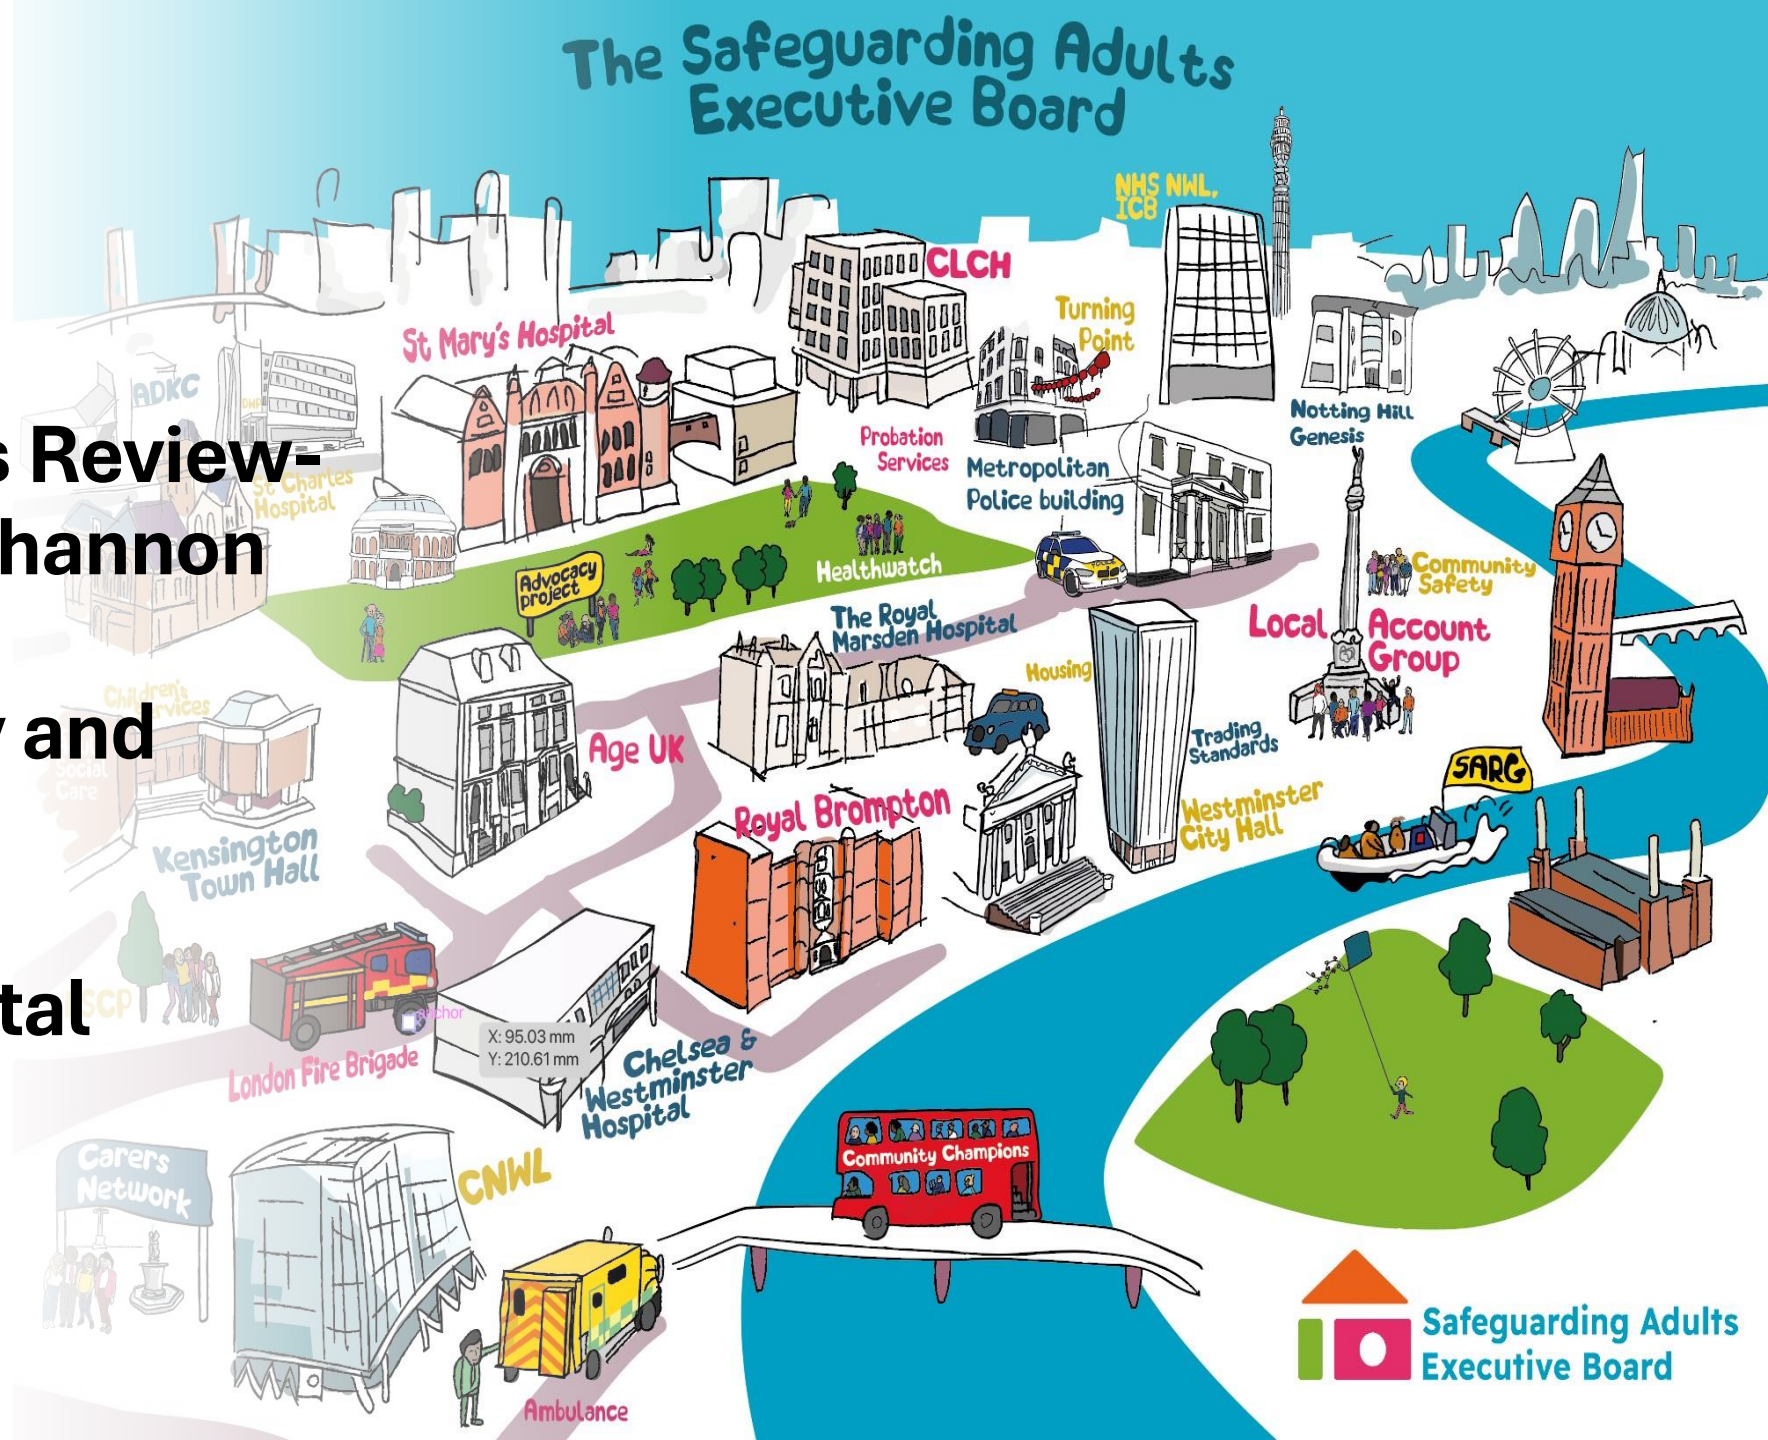 The Safeguarding Adults
Executive Board
NHS NWL,
ICB
CLCH
Turning
Point
St Mary's Hospital
ADKC
DWP
Notting Hill
Genesis
s Review-
Probation
Services
Metropolitan
Police building
St Charles
Hospital
hannon
Advocacy
project
Healthwatch
Community
Safety
The Royal
Marsden Hospital
Local Account
Group
Housing
Children's
Services
y and
Social
Care
Age UK
Trading
Standards
SARG
Royal Brompton
Westminster
City Hall
Kensington
Town Hall
tal
SCP
anchor
X: 95.03 mm
Y: 210.61 mm
London Fire Brigade
Chelsea &
Westminster
Hospital
Community Champions
Carers
Network
CNWL
Ambulance
Safeguarding Adults
Executive Board